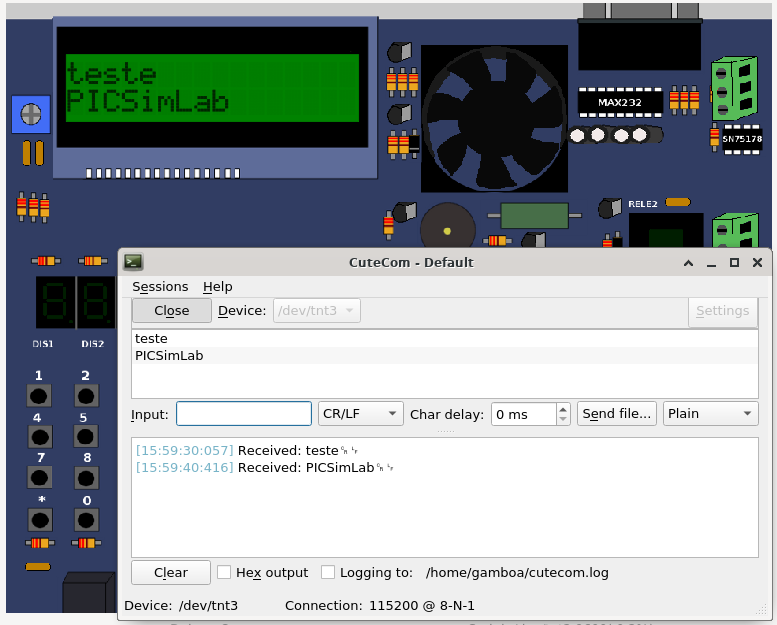 teste
PICSimLab
MAX232
SN75178
RELE2
DIS1 DIS2
1 2
4 5
7 8
* 0
CuteCom - Default
Sessions Help
Close Device: /dev/tnt3 Settings
teste
PICSimLab
Input: CR/LF Char delay: 0 ms Send file... Plain
[15:59:30:057] Received: teste␍␊
[15:59:40:416] Received: PICSimLab␍␊
Clear Hex output Logging to: /home/gamboa/cutecom.log
Device: /dev/tnt3 Connection: 115200 @ 8-N-1